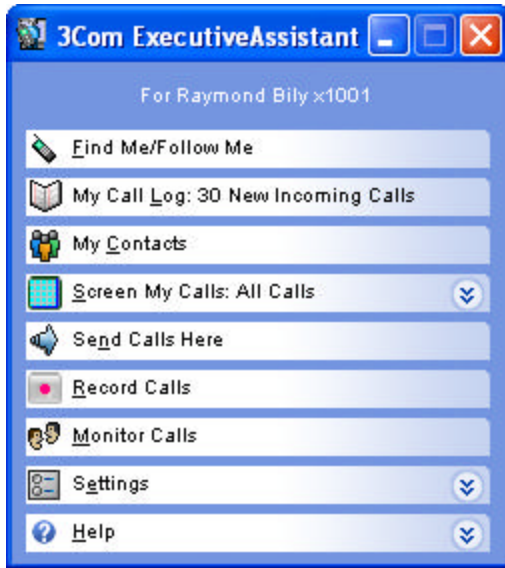 3Com ExecutiveAssistant
For Raymond Bily x1001
Find Me/Follow Me
My Call Log: 30 New Incoming Calls
My Contacts
Screen My Calls: All Calls
Send Calls Here
Record Calls
Monitor Calls
Settings
Help